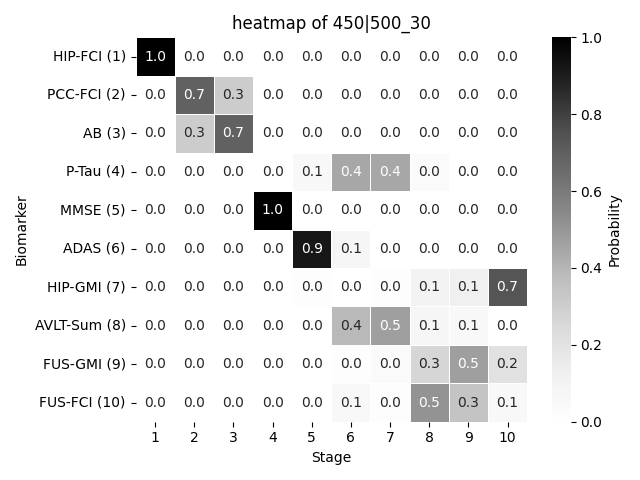 heatmap of 450|500_30
HIP-FCI (1) 1.0 0.0 0.0 0.0 0.0 0.0 0.0 0.0 0.0 0.0
PCC-FCI (2) 0.0 0.7 0.3 0.0 0.0 0.0 0.0 0.0 0.0 0.0
AB (3) 0.0 0.3 0.7 0.0 0.0 0.0 0.0 0.0 0.0 0.0
P-Tau (4) 0.0 0.0 0.0 0.0 0.1 0.4 0.4 0.0 0.0 0.0
MMSE (5) 0.0 0.0 0.0 1.0 0.0 0.0 0.0 0.0 0.0 0.0
ADAS (6) 0.0 0.0 0.0 0.0 0.9 0.1 0.0 0.0 0.0 0.0
HIP-GMI (7) 0.0 0.0 0.0 0.0 0.0 0.0 0.0 0.1 0.1 0.7
AVLT-Sum (8) 0.0 0.0 0.0 0.0 0.0 0.4 0.5 0.1 0.1 0.0
FUS-GMI (9) 0.0 0.0 0.0 0.0 0.0 0.0 0.0 0.3 0.5 0.2
FUS-FCI (10) 0.0 0.0 0.0 0.0 0.0 0.1 0.0 0.5 0.3 0.1
1 2 3 4 5 6 7 8 9 10
Stage
Biomarker
1.0
0.8
0.6
0.4
0.2
0.0
Probability